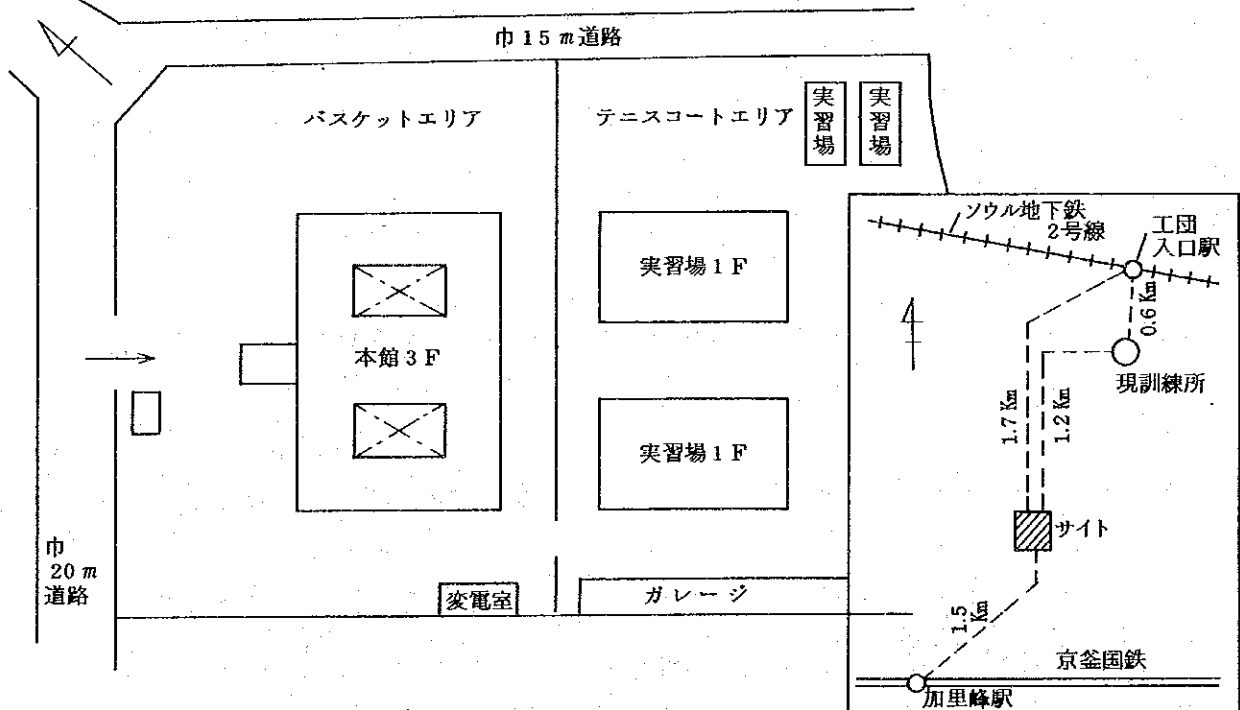 巾15m道路
バスケットエリア
テニスコートエリア
実習場
実習場
本館3F
実習場1F
実習場1F
巾
20m
道路
変電室
ガレージ
ソウル地下鉄
2号線
工団
入口駅
0.6Km
現訓練所
1.7Km
1.2Km
サイト
1.5
Km
京釜国鉄
加里峰駅